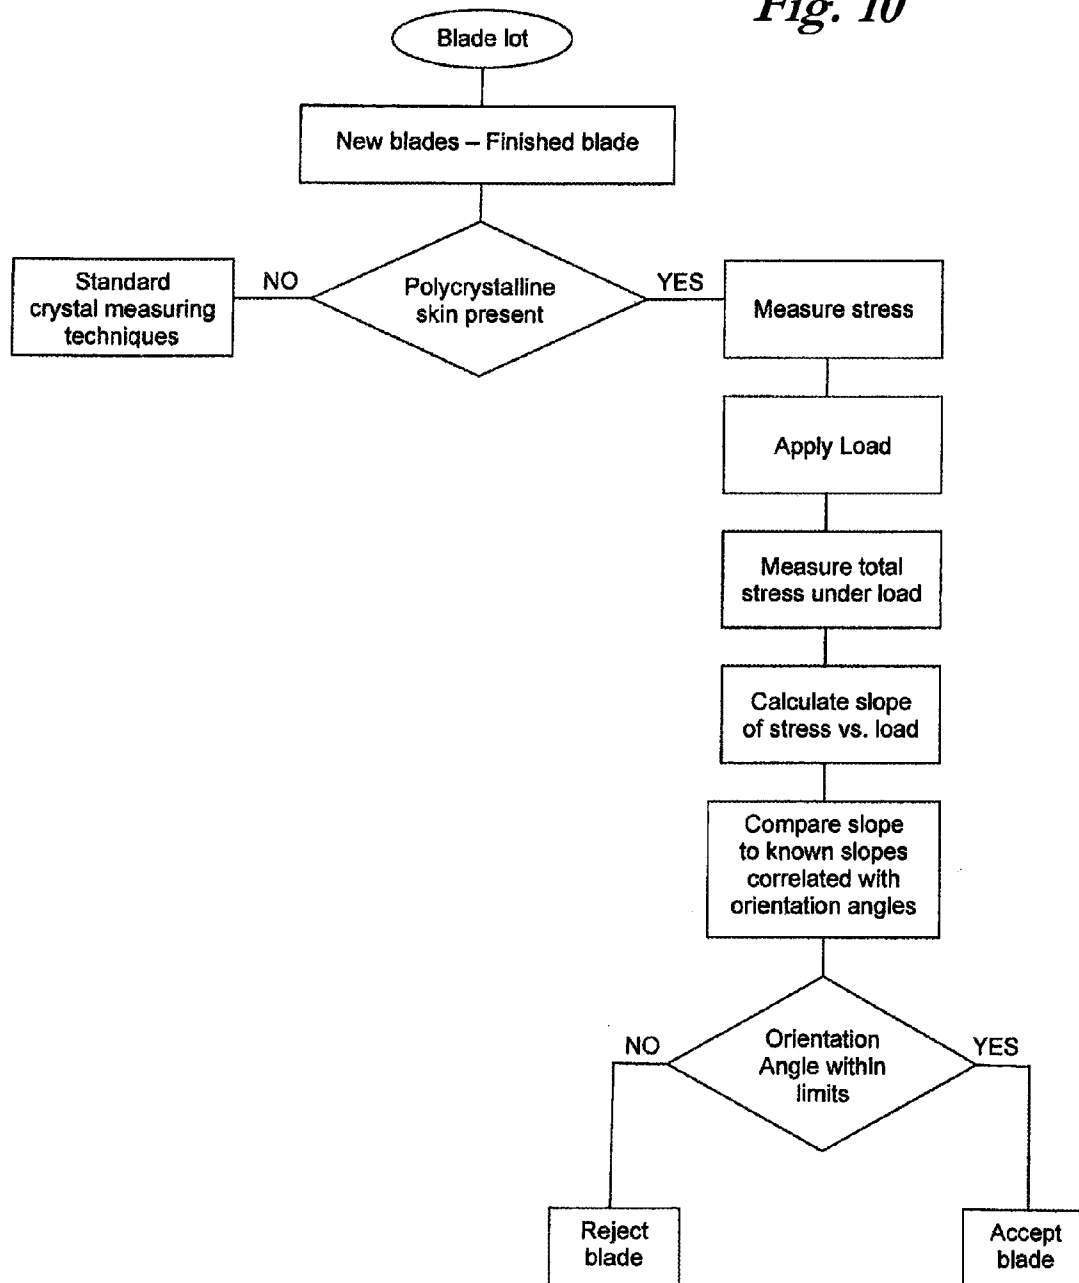 Fig. 10
Blade lot
New blades – Finished blade
Polycrystalline
skin present
NO
YES
Standard
crystal measuring
techniques
Measure stress
Apply Load
Measure total
stress under load
Calculate slope
of stress vs. load
Compare slope
to known slopes
correlated with
orientation angles
Orientation
Angle within
limits
NO
YES
Reject
blade
Accept
blade